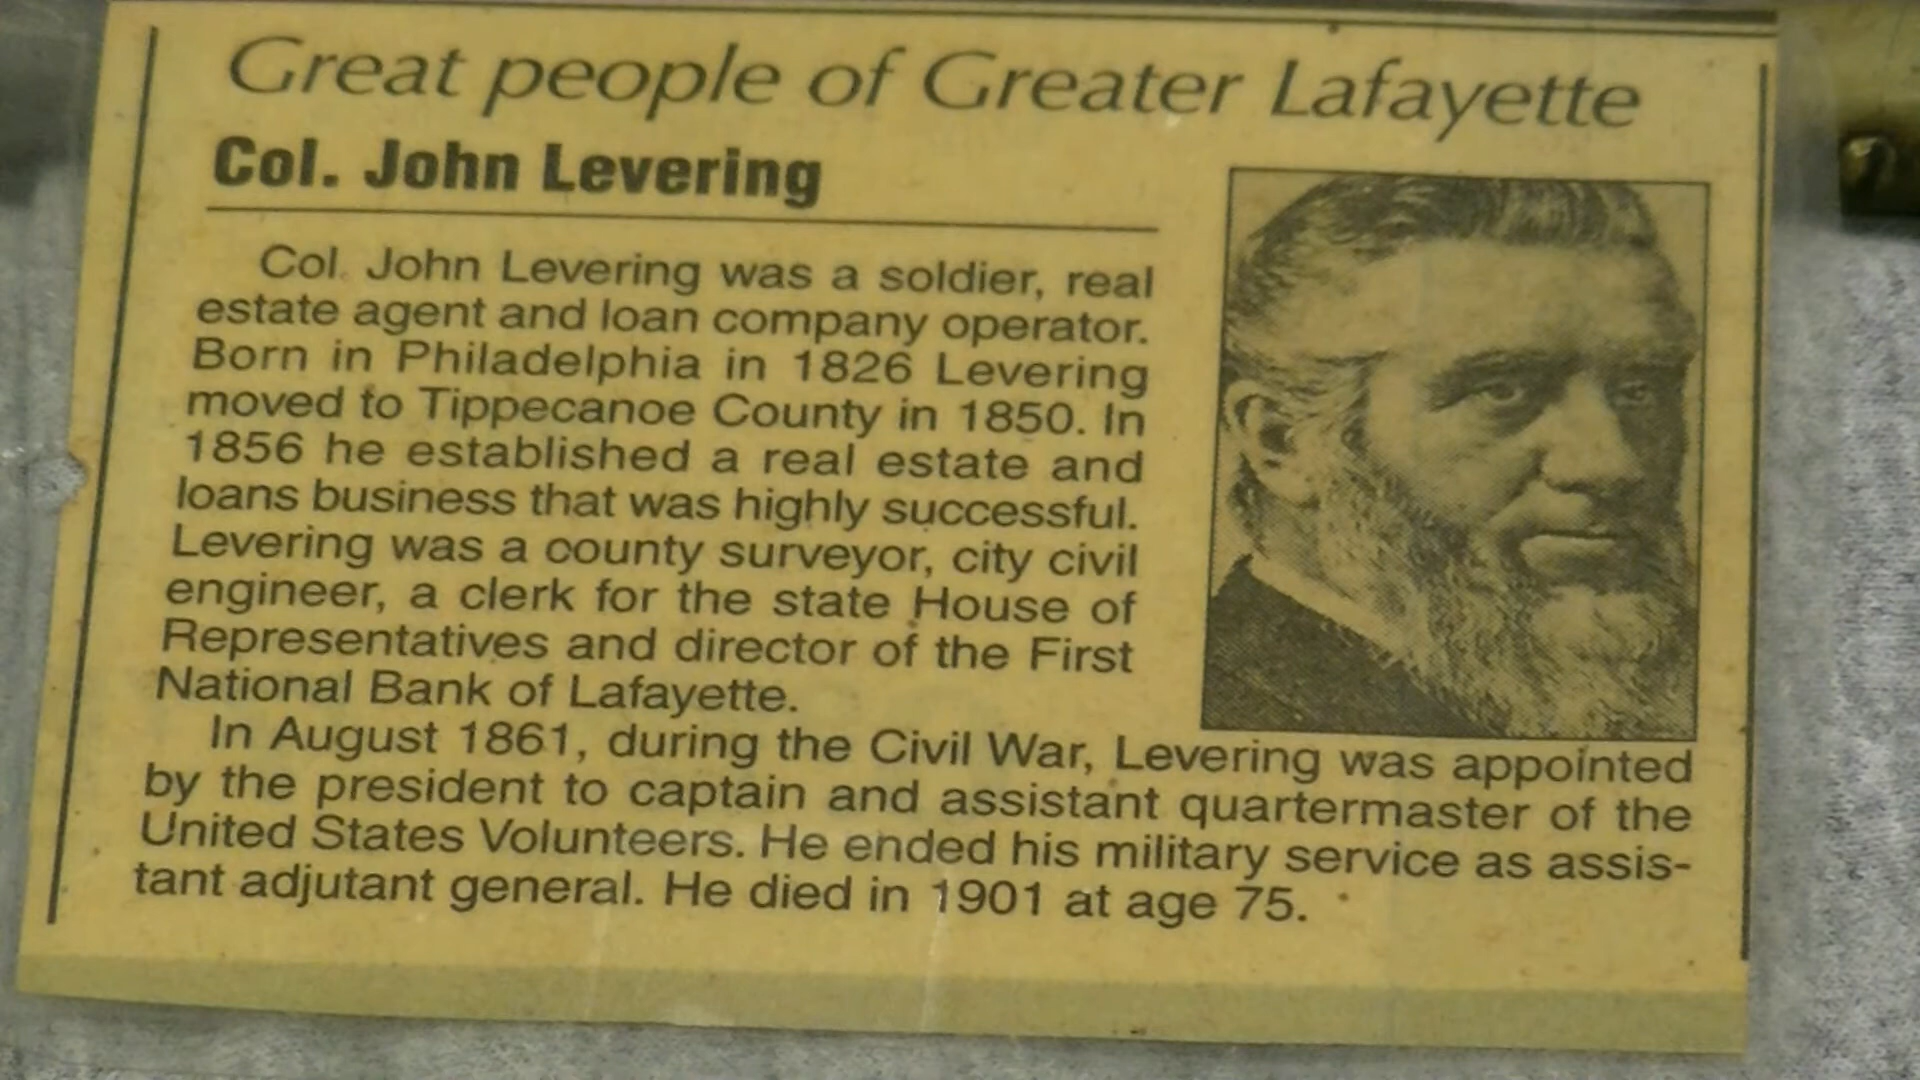 Great people of Greater Lafayette
Col. John Levering
Col. John Levering was a soldier, real
estate agent and loan company operator.
Born in Philadelphia in 1826 Levering
moved to Tippecanoe County in 1850. In
1856 he established a real estate and
loans business that was highly successful.
Levering was a county surveyor, city civil
engineer, a clerk for the state House of
Representatives and director of the First
National Bank of Lafayette.
In August 1861, during the Civil War, Levering was appointed
by the president to captain and assistant quartermaster of the
United States Volunteers. He ended his military service as assis-
tant adjutant general. He died in 1901 at age 75.